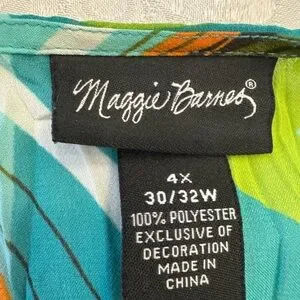 Maggie Barnes®
4X
30/32W
100% POLYESTER
EXCLUSIVE OF
DECORATION
MADE IN
CHINA